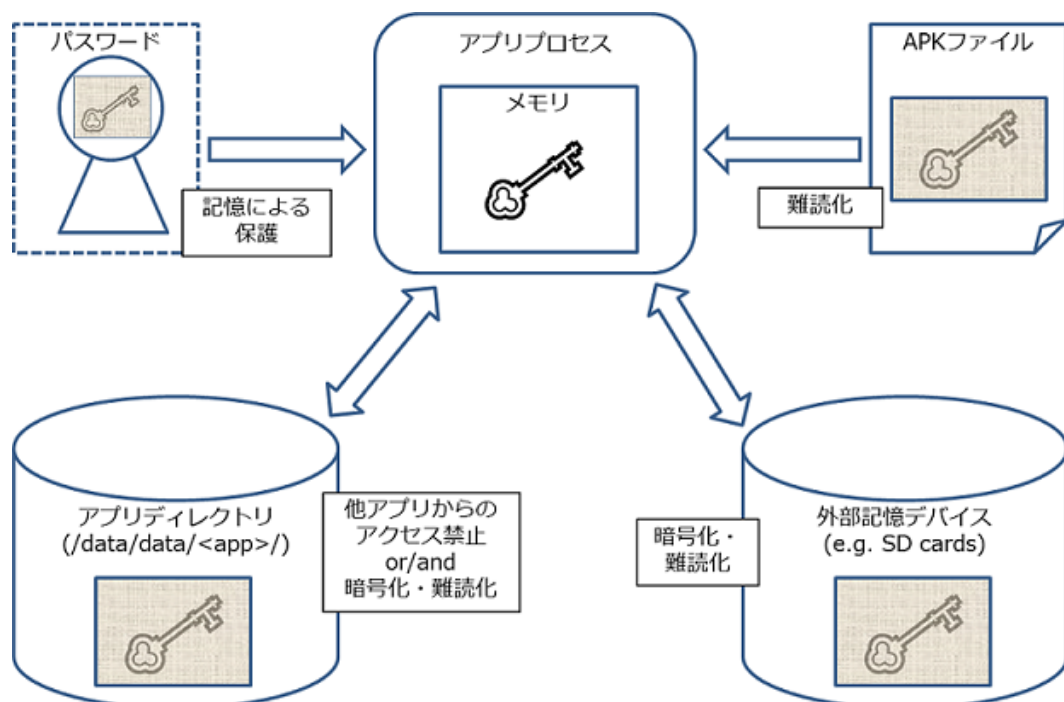 パスワード
アプリプロセス
APKファイル
メモリ
記憶による
保護
難読化
アプリディレクトリ
(/data/data/<app>/)
他アプリからの
アクセス禁止
or/and
暗号化・難読化
暗号化・
難読化
外部記憶デバイス
(e.g. SD cards)